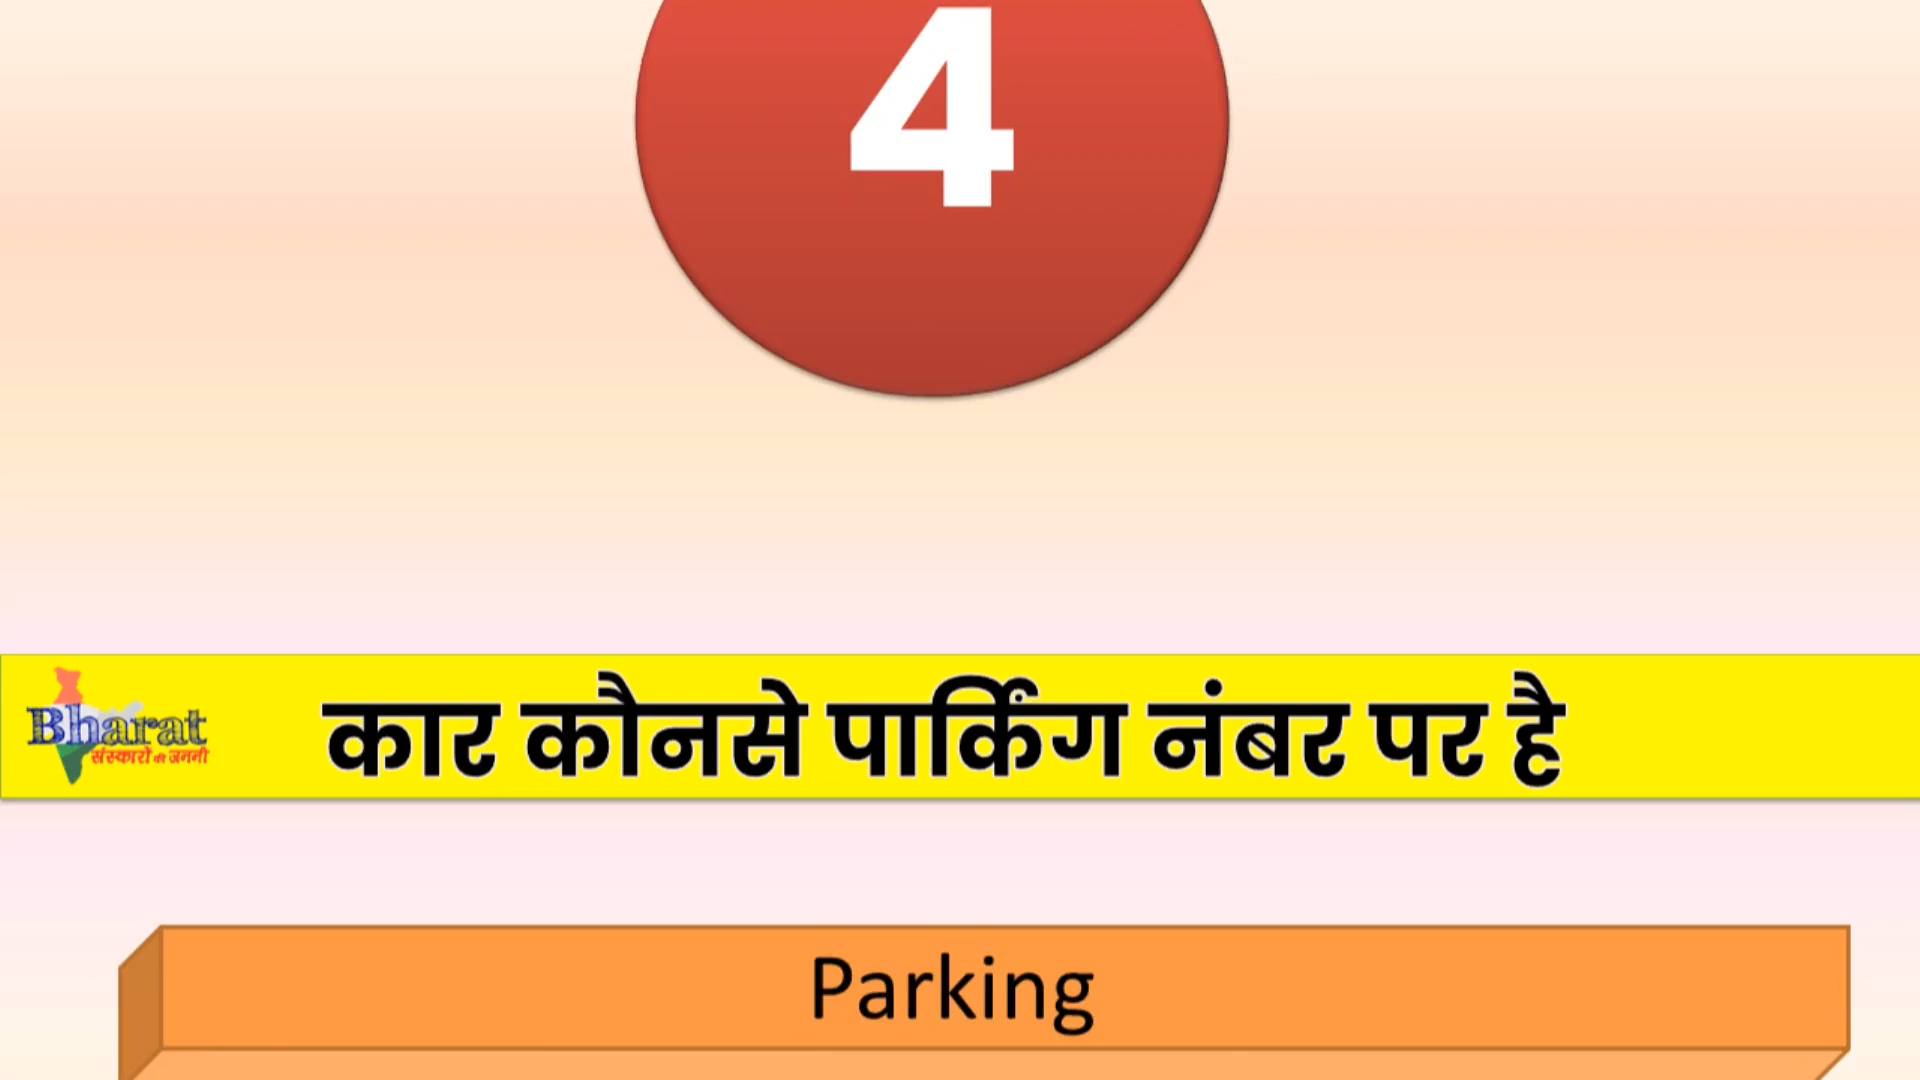 4
Bharat
संस्कारों की जननी
कार कौनसे पार्किंग नंबर पर है
Parking